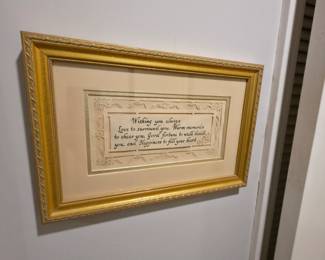 Wishing you always
Love to surround you, Warm memories
to cheer you, Good fortune to walk beside
you, and Happiness to fill your heart